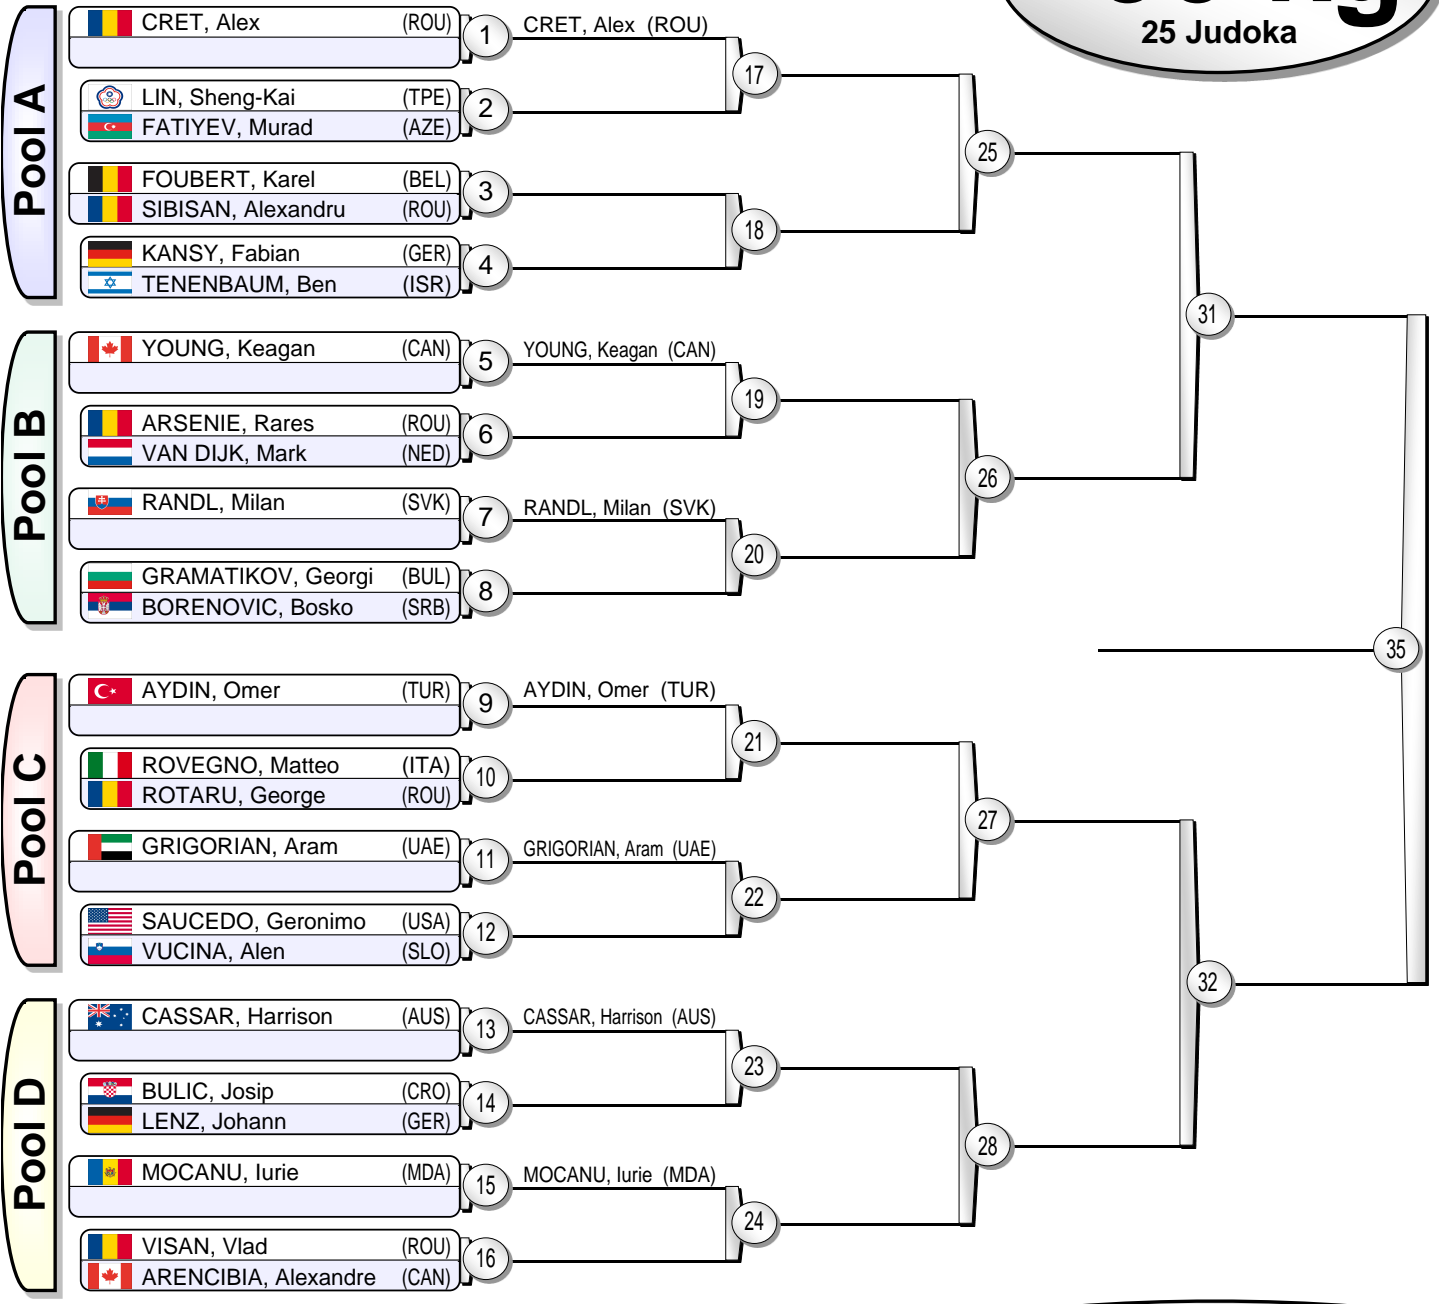 25 Judoka
Pool A
CRET, Alex (ROU) 1 CRET, Alex (ROU)
17
LIN, Sheng-Kai (TPE) 2
FATIYEV, Murad (AZE)
25
FOUBERT, Karel (BEL) 3
SIBISAN, Alexandru (ROU)
18
KANSY, Fabian (GER) 4
TENENBAUM, Ben (ISR)
31
Pool B
YOUNG, Keagan (CAN) 5 YOUNG, Keagan (CAN)
19
ARSENIE, Rares (ROU) 6
VAN DIJK, Mark (NED)
26
RANDL, Milan (SVK) 7 RANDL, Milan (SVK)
20
GRAMATIKOV, Georgi (BUL) 8
BORENOVIC, Bosko (SRB)
35
Pool C
AYDIN, Omer (TUR) 9 AYDIN, Omer (TUR)
21
ROVEGNO, Matteo (ITA) 10
ROTARU, George (ROU)
27
GRIGORIAN, Aram (UAE) 11 GRIGORIAN, Aram (UAE)
22
SAUCEDO, Geronimo (USA) 12
VUCINA, Alen (SLO)
32
Pool D
CASSAR, Harrison (AUS) 13 CASSAR, Harrison (AUS)
23
BULIC, Josip (CRO) 14
LENZ, Johann (GER)
28
MOCANU, Iurie (MDA) 15 MOCANU, Iurie (MDA)
24
VISAN, Vlad (ROU) 16
ARENCIBIA, Alexandre (CAN)